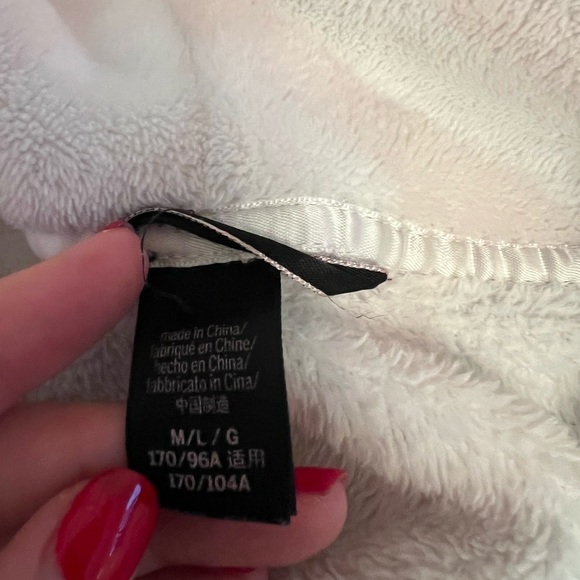 made in China/
fabriqué en Chine/
hecho en China/
fabbricato in Cina/
中国制造
M/L / G
170/96A 适用
170/104A